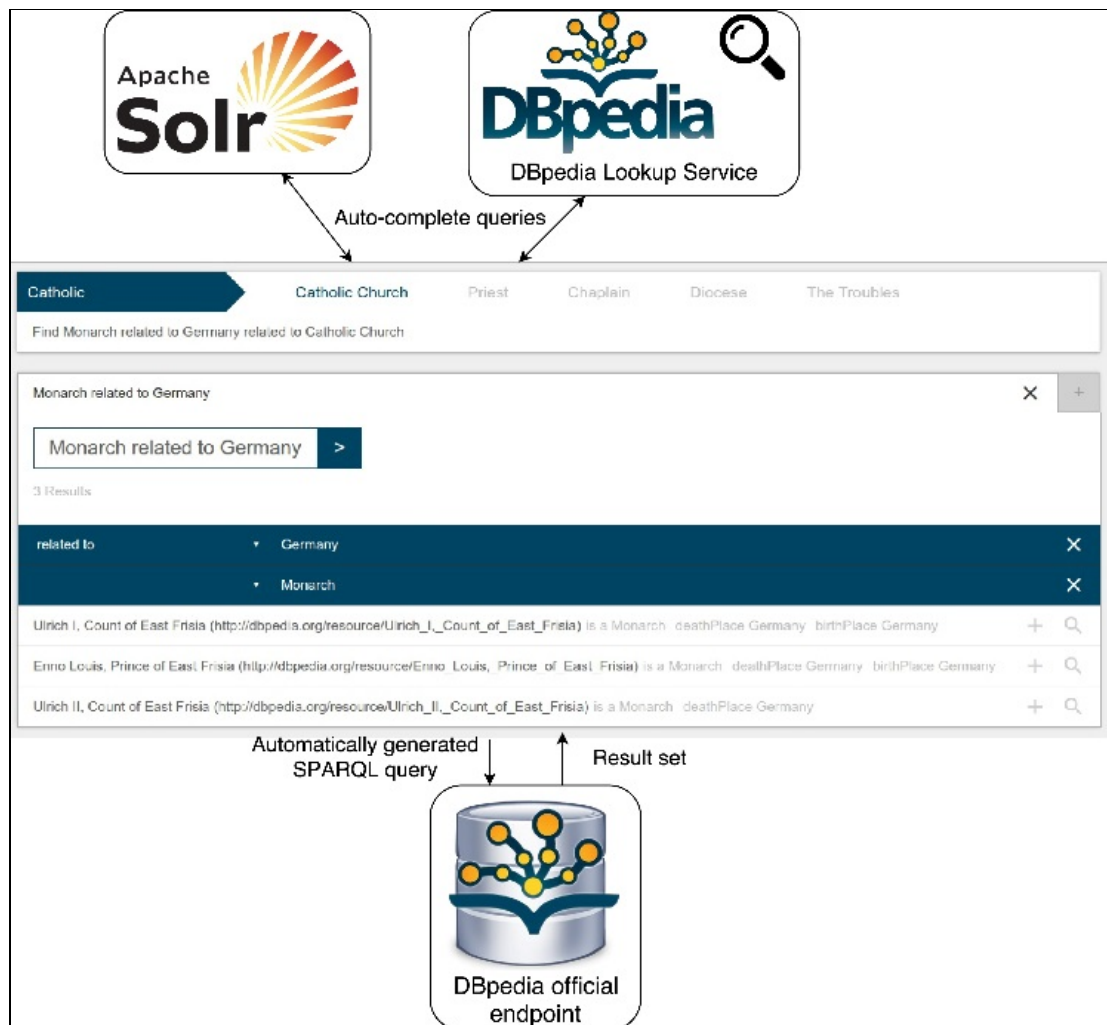 Apache
Solr
DBpedia
DBpedia Lookup Service
Auto-complete queries
Catholic Catholic Church Priest Chaplain Diocese The Troubles
Find Monarch related to Germany related to Catholic Church
Monarch related to Germany × +
Monarch related to Germany >
3 Results
related to ▾ Germany ×
▾ Monarch ×
Ulrich I, Count of East Frisia (http://dbpedia.org/resource/Ulrich_I,_Count_of_East_Frisia) is a Monarch deathPlace Germany birthPlace Germany +
Enno Louis, Prince of East Frisia (http://dbpedia.org/resource/Enno_Louis,_Prince_of_East_Frisia) is a Monarch deathPlace Germany birthPlace Germany +
Ulrich II, Count of East Frisia (http://dbpedia.org/resource/Ulrich_II,_Count_of_East_Frisia) is a Monarch deathPlace Germany +
Automatically generated
SPARQL query
Result set
DBpedia official
endpoint